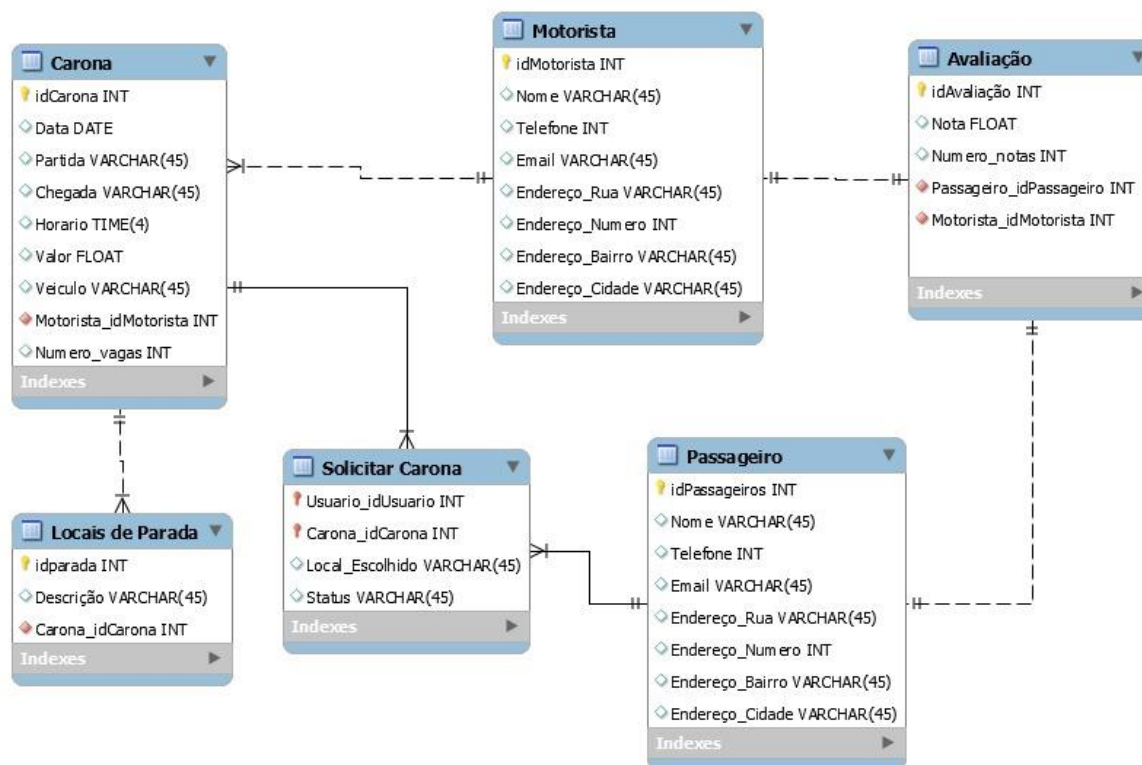 Carona
idCarona INT
Data DATE
Partida VARCHAR(45)
Chegada VARCHAR(45)
Horario TIME(4)
Valor FLOAT
Veiculo VARCHAR(45)
Motorista_idMotorista INT
Numero_vagas INT
Indexes
Motorista
idMotorista INT
Nome VARCHAR(45)
Telefone INT
Email VARCHAR(45)
Endereço_Rua VARCHAR(45)
Endereço_Numero INT
Endereço_Bairro VARCHAR(45)
Endereço_Cidade VARCHAR(45)
Indexes
Avaliação
idAvaliação INT
Nota FLOAT
Numero_notas INT
Passageiro_idPassageiro INT
Motorista_idMotorista INT
Indexes
Locais de Parada
idparada INT
Descrição VARCHAR(45)
Carona_idCarona INT
Indexes
Solicitar Carona
Usuario_idUsuario INT
Carona_idCarona INT
Local_Escolhido VARCHAR(45)
Status VARCHAR(45)
Indexes
Passageiro
idPassageiros INT
Nome VARCHAR(45)
Telefone INT
Email VARCHAR(45)
Endereço_Rua VARCHAR(45)
Endereço_Numero INT
Endereço_Bairro VARCHAR(45)
Endereço_Cidade VARCHAR(45)
Indexes